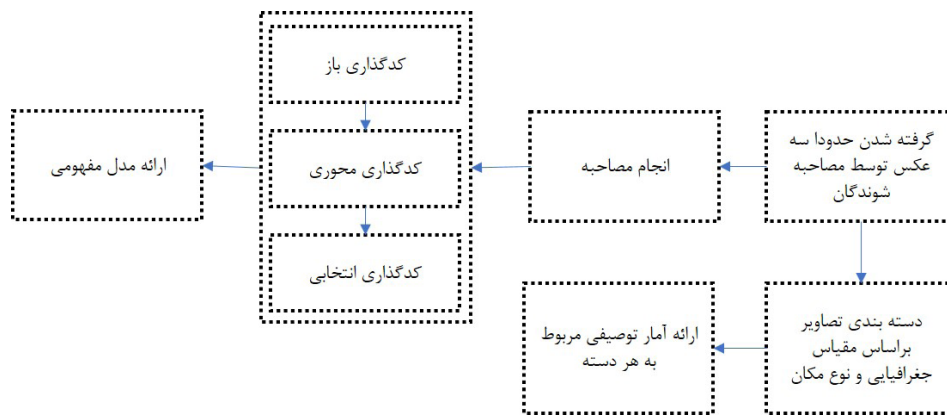 گرفته شدن حدودا سه
عکس توسط مصاحبه
شوندگان
انجام مصاحبه
کدگذاری باز
کدگذاری محوری
کدگذاری انتخابی
ارائه مدل مفهومی
دسته بندی تصاویر
براساس مقیاس
جغرافیایی و نوع مکان
ارائه آمار توصیفی مربوط
به هر دسته